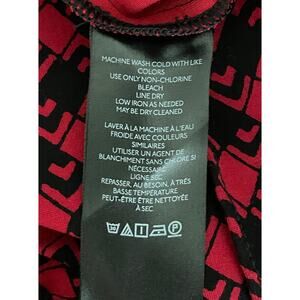 MACHINE WASH COLD WITH LIKE
COLORS
USE ONLY NON-CHLORINE
BLEACH
LINE DRY
LOW IRON AS NEEDED
MAY BE DRY CLEANED
LAVER À LA MACHINE À L'EAU
FROIDE AVEC COULEURS
SIMILAIRES
UTILISER UN AGENT DE
BLANCHIMENT SANS CHLORE SI
NÉCESSAIRE
LIGNE SEC
REPASSER, AU BESOIN, À TRÈS
BASSE TEMPÉRATURE
PEUT-ÊTRE ÊTRE NETTOYÉE
À SEC